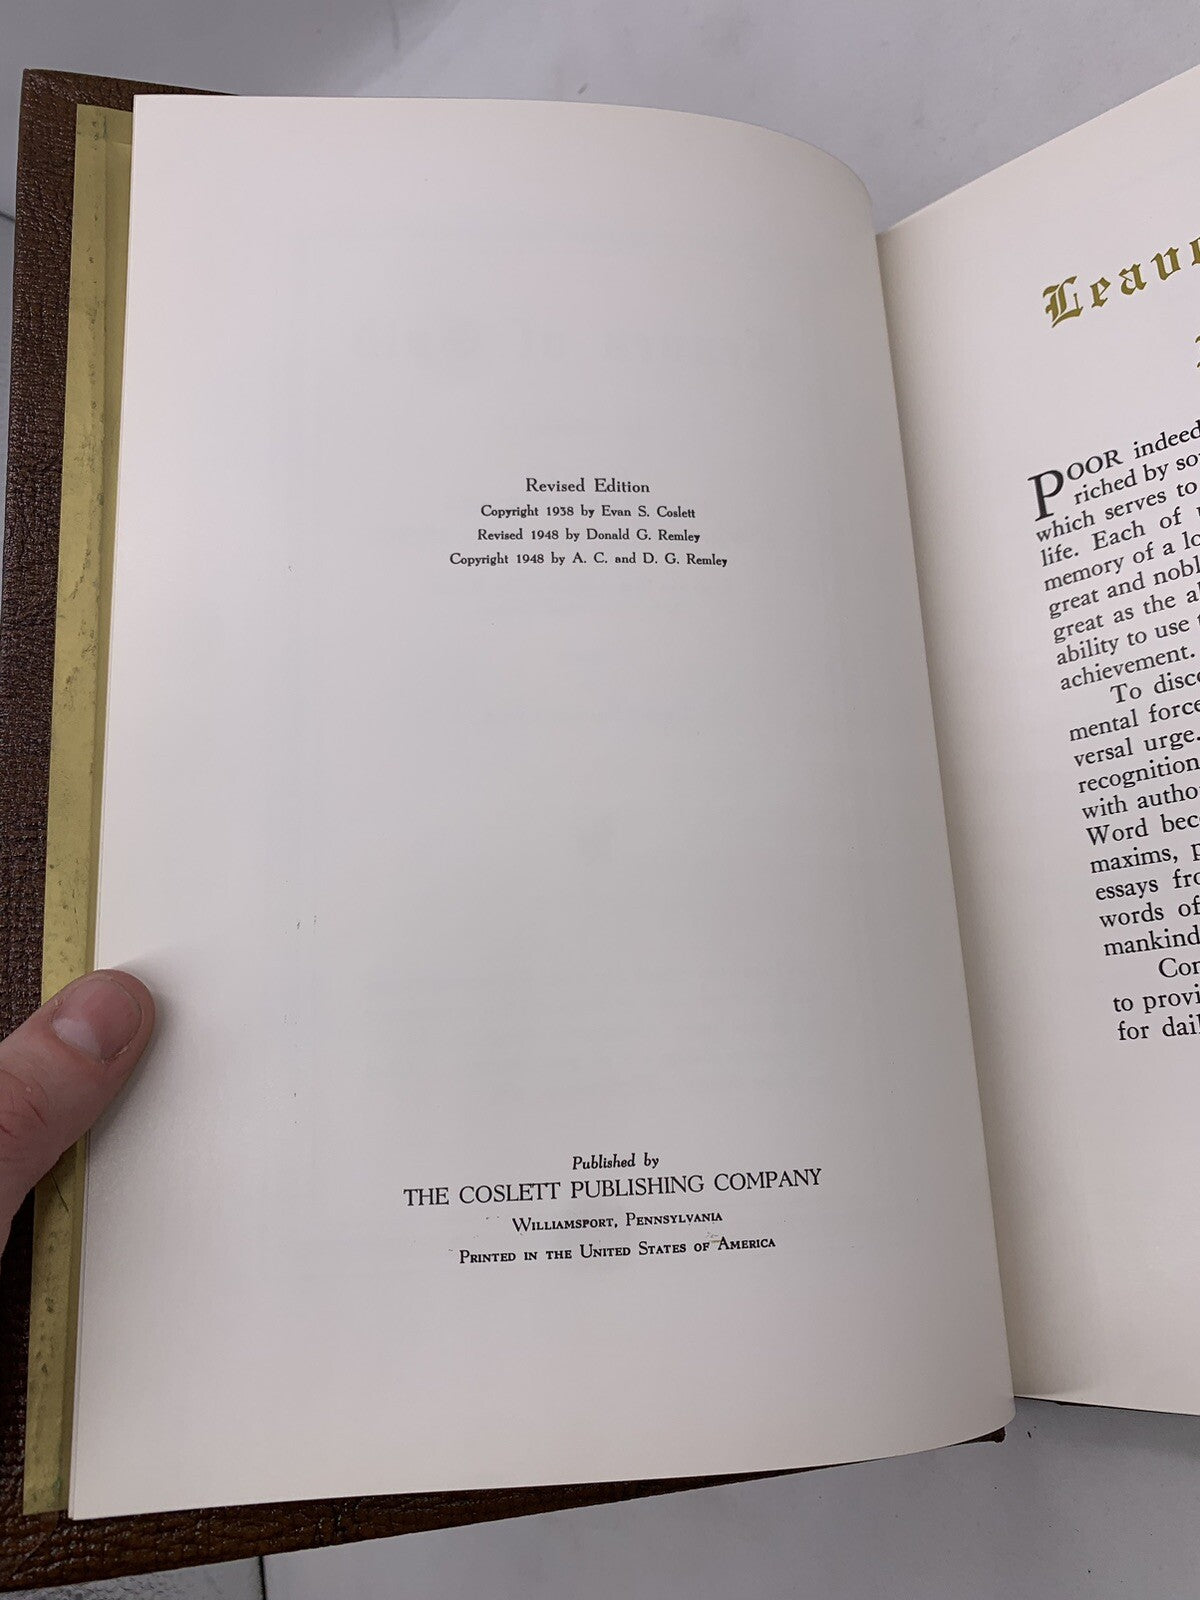 Revised Edition
Copyright 1938 by Evan S. Coslett
Revised 1948 by Donald G. Remley
Copyright 1948 by A. C. and D. G. Remley
Published by
THE COSLETT PUBLISHING COMPANY
WILLIAMSPORT, PENNSYLVANIA
PRINTED IN THE UNITED STATES OF AMERICA
Leave
POOR indeed
riched by so
which serves to
life. Each of
memory of a lo
great and nobl
great as the a
ability to use
achievement.
To disc
mental force
versal urge.
recognition
with autho
Word bec
maxims, p
essays fro
words of
mankind
Cor
to provi
for dail